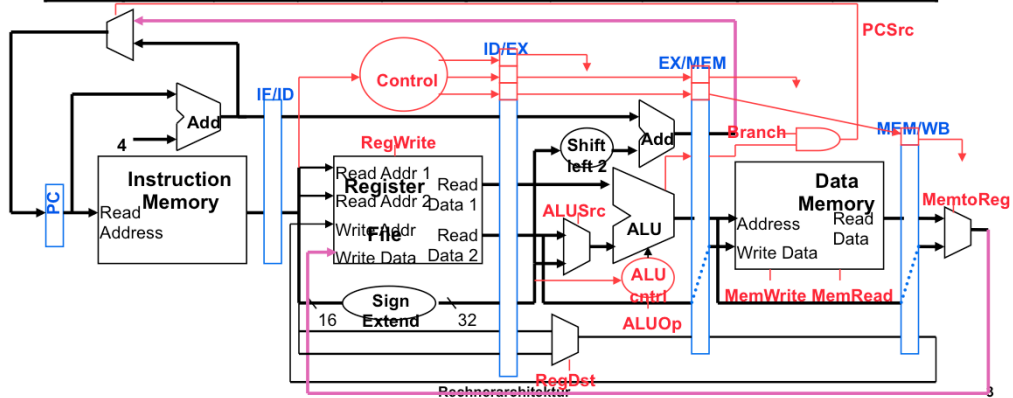 PCSrc
ID/EX
EX/MEM
Control
IF/ID
Add
4
RegWrite
Branch
MEM/WB
Add
Shift
left 2
Instruction
Memory
Read
Address
PC
Read Addr 1
Register
Read Addr 2
File
Write Addr
Write Data
Read
Data 1
Read
Data 2
ALUSrc
ALU
ALU
cntrl
ALUOp
Data
Memory
Address
Read
Data
Write Data
MemtoReg
MemWrite MemRead
Sign
Extend
16
32
RegDst
Rechnerarchitektur
8